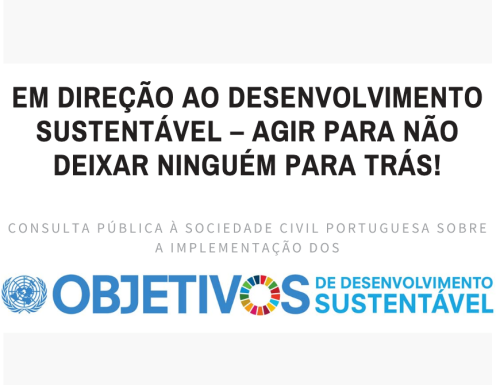 EM DIREÇÃO AO DESENVOLVIMENTO
SUSTENTÁVEL – AGIR PARA NÃO
DEIXAR NINGUÉM PARA TRÁS!
CONSULTA PÚBLICA À SOCIEDADE CIVIL PORTUGUESA SOBRE
A IMPLEMENTAÇÃO DOS
OBJETIVOS
DE DESENVOLVIMENTO
SUSTENTÁVEL